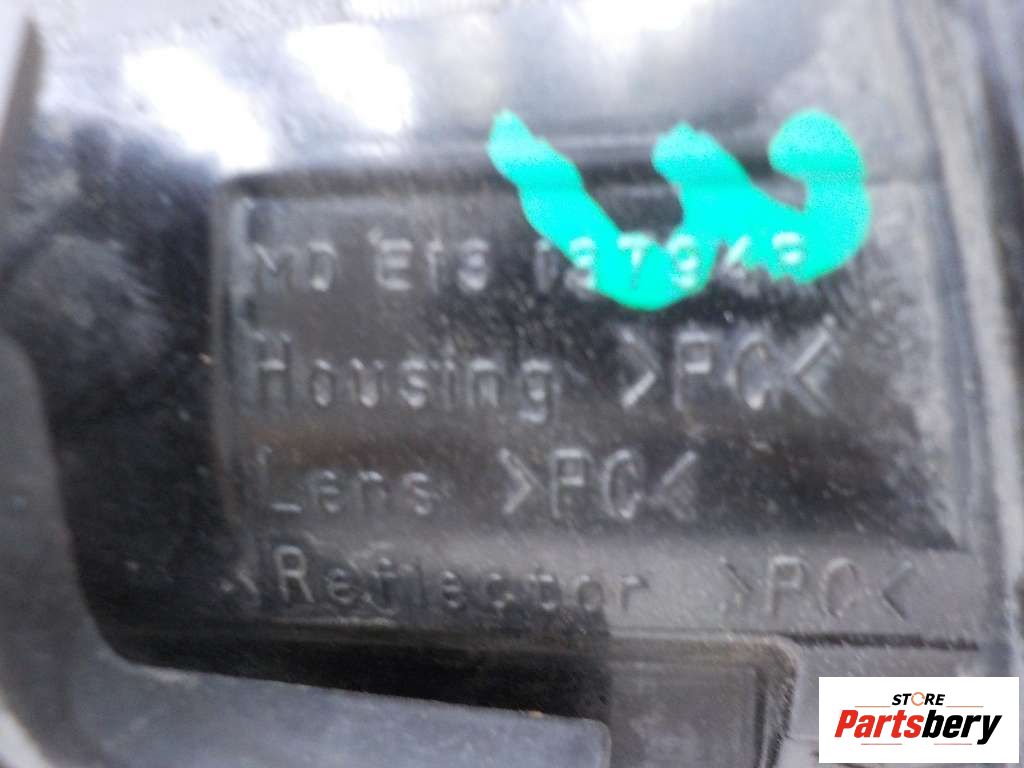 Housing >PC<
Lens >PC<
Reflector >PC<
STORE
Partsbery